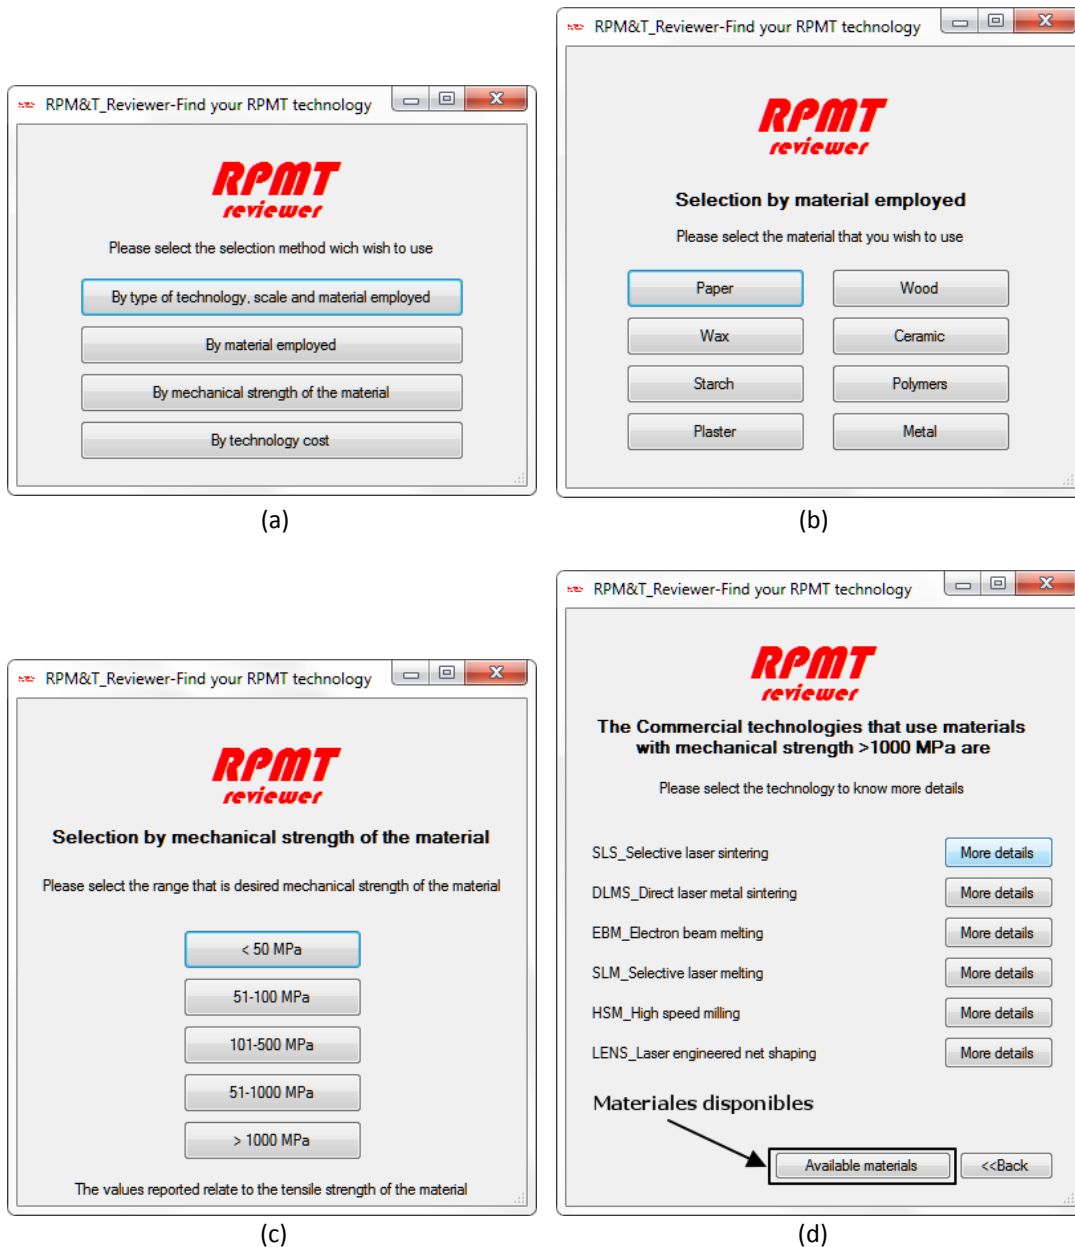 RPM&T_Reviewer-Find your RPMT technology
RPMT
reviewer
Please select the selection method wich wish to use
By type of technology, scale and material employed
By material employed
By mechanical strength of the material
By technology cost
(a)
RPM&T_Reviewer-Find your RPMT technology
RPMT
reviewer
Selection by material employed
Please select the material that you wish to use
Paper
Wood
Wax
Ceramic
Starch
Polymers
Plaster
Metal
(b)
RPM&T_Reviewer-Find your RPMT technology
RPMT
reviewer
Selection by mechanical strength of the material
Please select the range that is desired mechanical strength of the material
< 50 MPa
51-100 MPa
101-500 MPa
51-1000 MPa
> 1000 MPa
The values reported relate to the tensile strength of the material
(c)
RPM&T_Reviewer-Find your RPMT technology
RPMT
reviewer
The Commercial technologies that use materials
with mechanical strength >1000 MPa are
Please select the technology to know more details
SLS_Selective laser sintering More details
DLMS_Direct laser metal sintering More details
EBM_Electron beam melting More details
SLM_Selective laser melting More details
HSM_High speed milling More details
LENS_Laser engineered net shaping More details
Materiales disponibles
Available materials <<Back
(d)